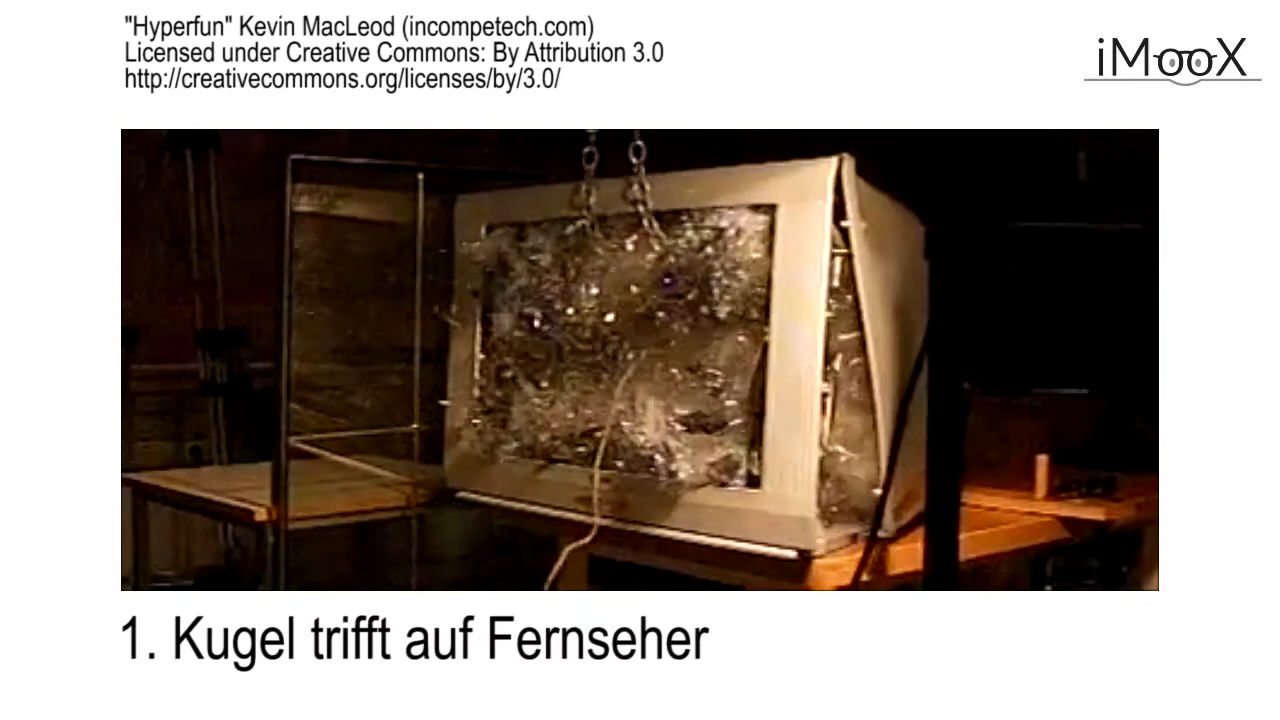 "Hyperfun" Kevin MacLeod (incompetech.com)
Licensed under Creative Commons: By Attribution 3.0
http://creativecommons.org/licenses/by/3.0/
iMooX
1. Kugel trifft auf Fernseher